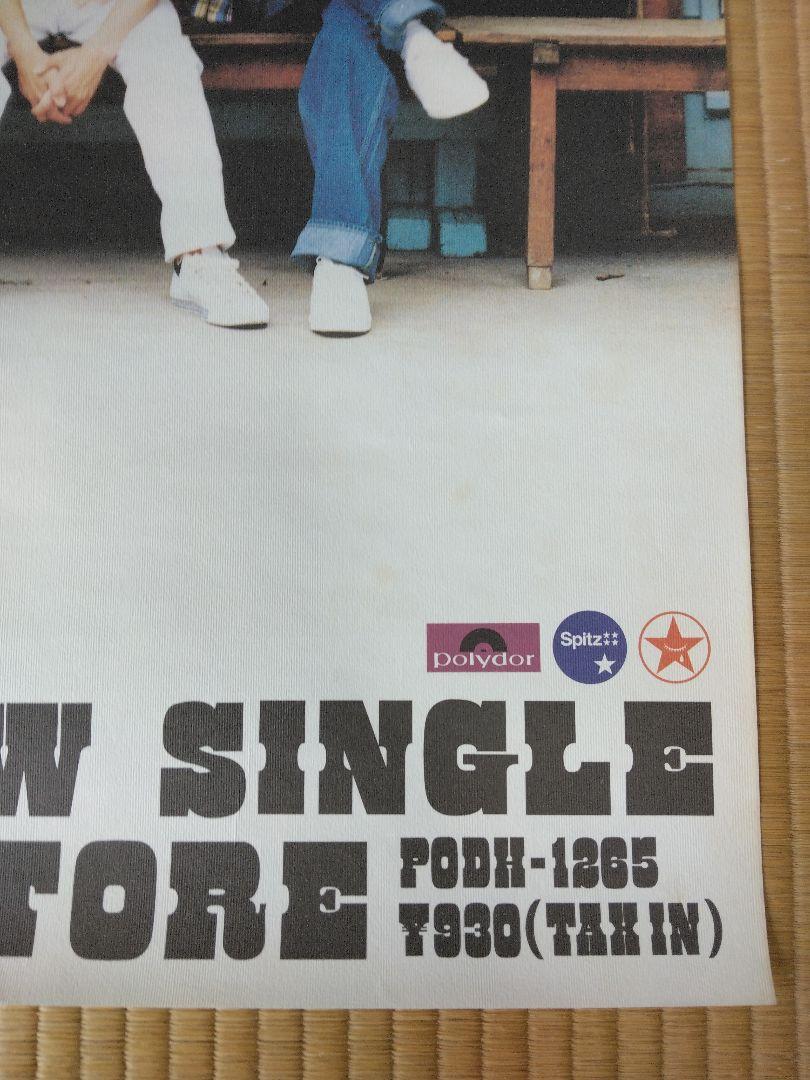 polydor
Spitz
W SINGLE
TORE
PODH-1265
¥930(TAX IN)